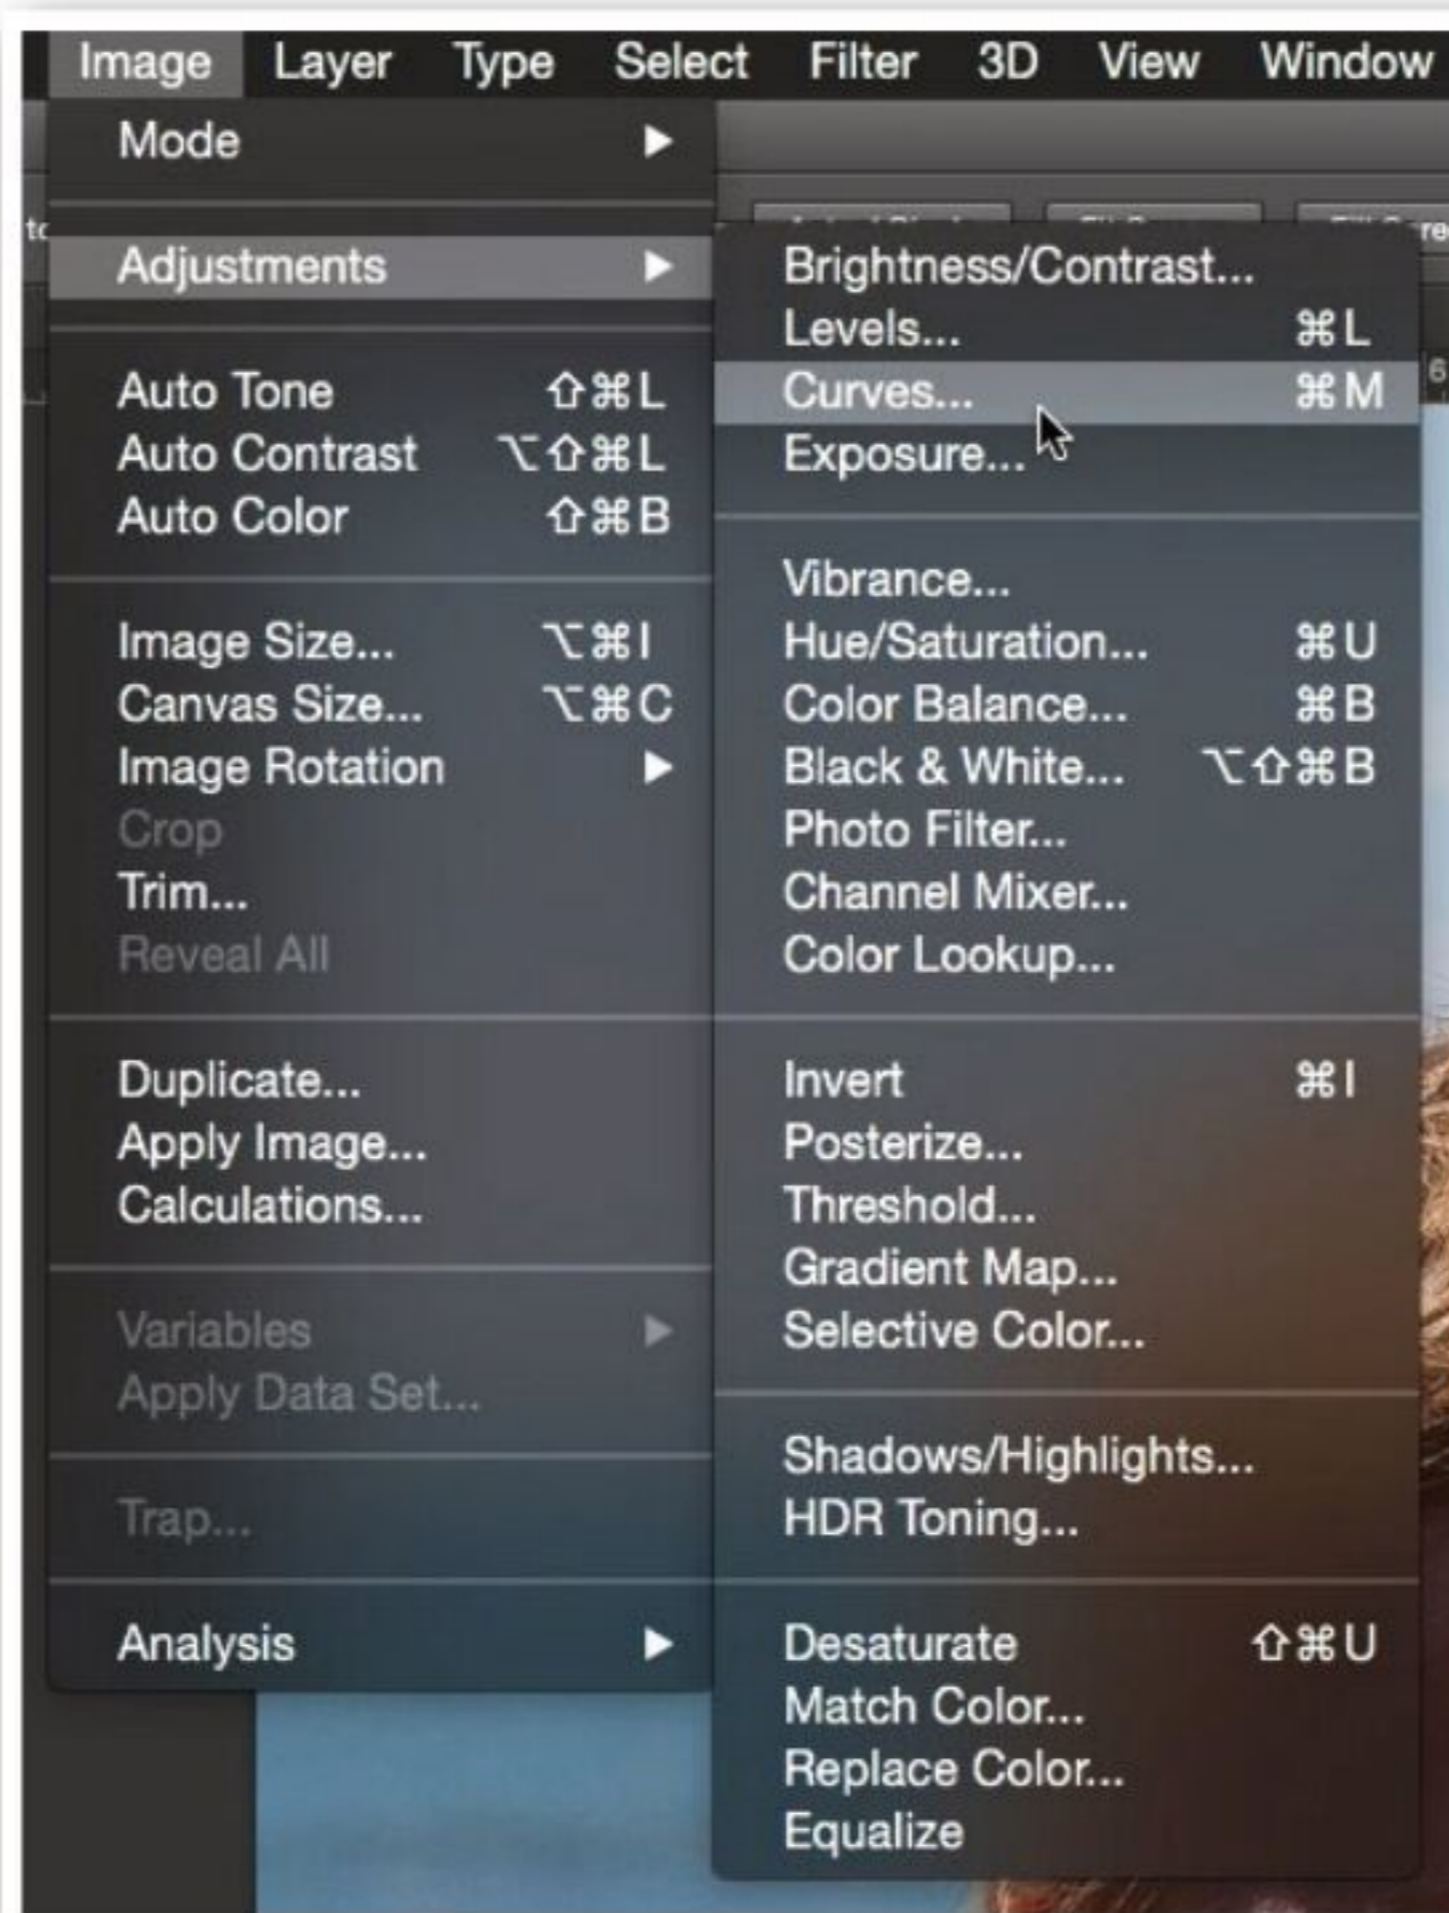 Image Layer Type Select Filter 3D View Window
Mode ▶
Adjustments ▶
Auto Tone ⇧⌘L
Auto Contrast ⌥⇧⌘L
Auto Color ⇧⌘B
Image Size... ⌥⌘I
Canvas Size... ⌥⌘C
Image Rotation ▶
Crop
Trim...
Reveal All
Duplicate...
Apply Image...
Calculations...
Variables ▶
Apply Data Set...
Trap...
Analysis ▶
Brightness/Contrast...
Levels... ⌘L
Curves... ⌘M
Exposure...
Vibrance...
Hue/Saturation... ⌘U
Color Balance... ⌘B
Black & White... ⌥⇧⌘B
Photo Filter...
Channel Mixer...
Color Lookup...
Invert ⌘I
Posterize...
Threshold...
Gradient Map...
Selective Color...
Shadows/Highlights...
HDR Toning...
Desaturate ⇧⌘U
Match Color...
Replace Color...
Equalize
6